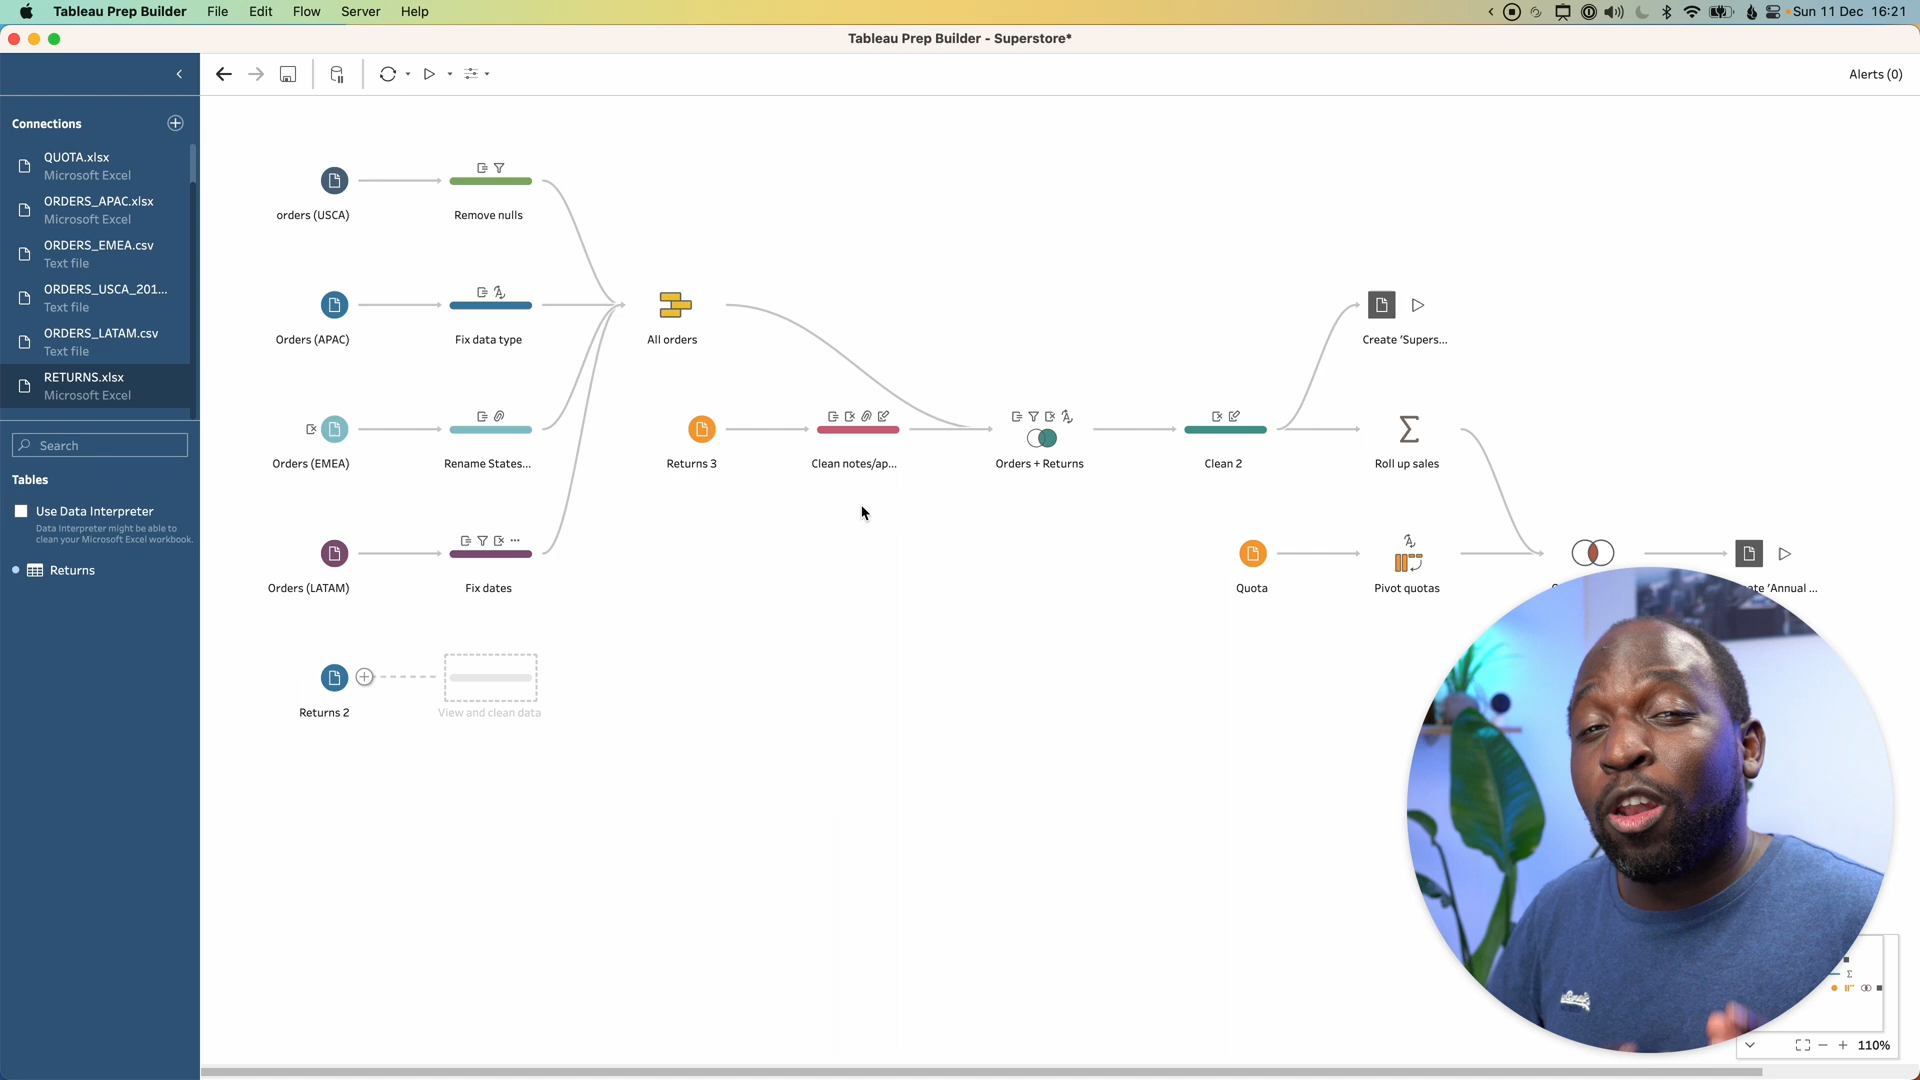 Tableau Prep Builder File Edit Flow Server Help
Sun 11 Dec 16:21
Tableau Prep Builder - Superstore*
Alerts (0)
Connections
QUOTA.xlsx
Microsoft Excel
ORDERS_APAC.xlsx
Microsoft Excel
ORDERS_EMEA.csv
Text file
ORDERS_USCA_201...
Text file
ORDERS_LATAM.csv
Text file
RETURNS.xlsx
Microsoft Excel
Search
Tables
Use Data Interpreter
Data Interpreter might be able to
clean your Microsoft Excel workbook.
Returns
orders (USCA)
Remove nulls
Orders (APAC)
Fix data type
All orders
Create 'Supers...
Orders (EMEA)
Rename States...
Returns 3
Clean notes/ap...
Orders + Returns
Clean 2
Roll up sales
Orders (LATAM)
Fix dates
Quota
Pivot quotas
ate 'Annual ...
Returns 2
View and clean data
110%